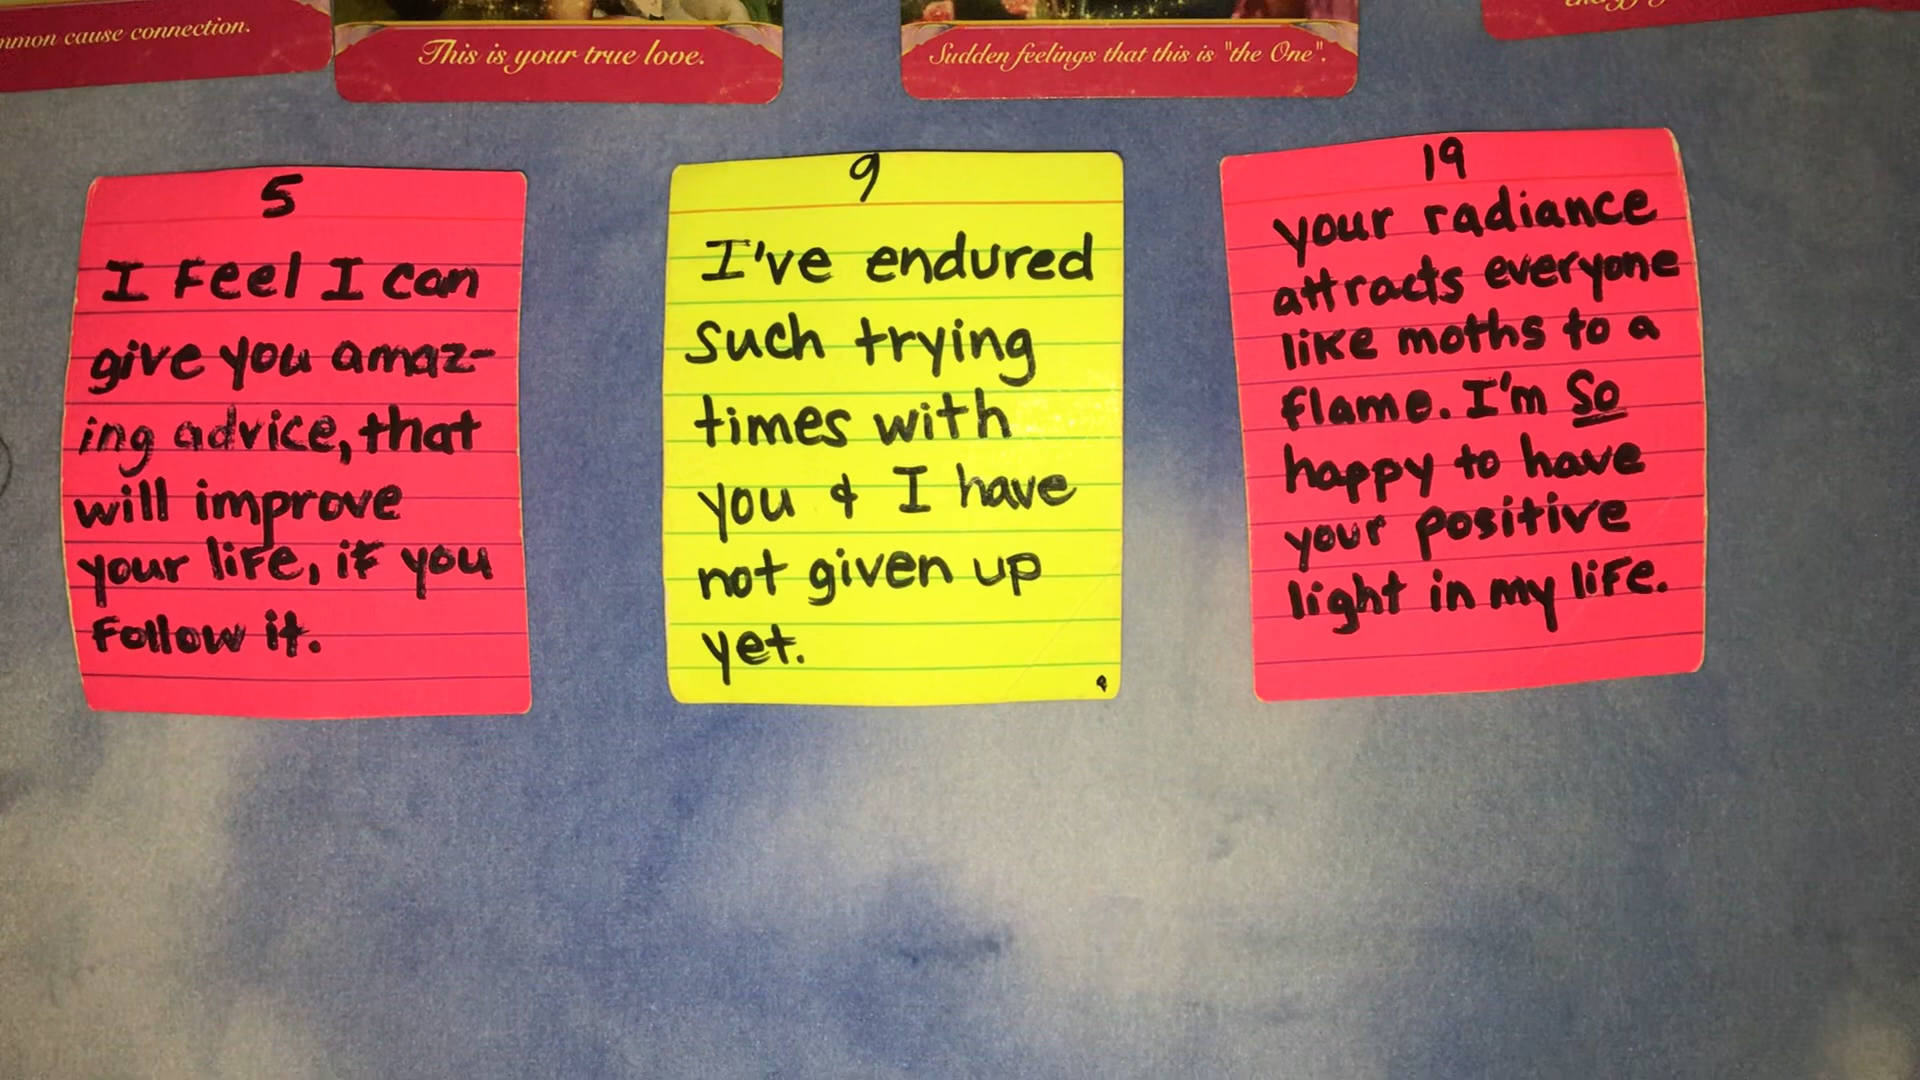 mmon cause connection.
This is your true love.
Sudden feelings that this is "the One".
5
I Feel I can
give you amaz-
ing advice, that
will improve
your life, if you
Follow it.
9
I've endured
such trying
times with
you & I have
not given up
yet.
9
19
your radiance
attracts everyone
like moths to a
flame. I'm So
happy to have
your positive
light in my life.